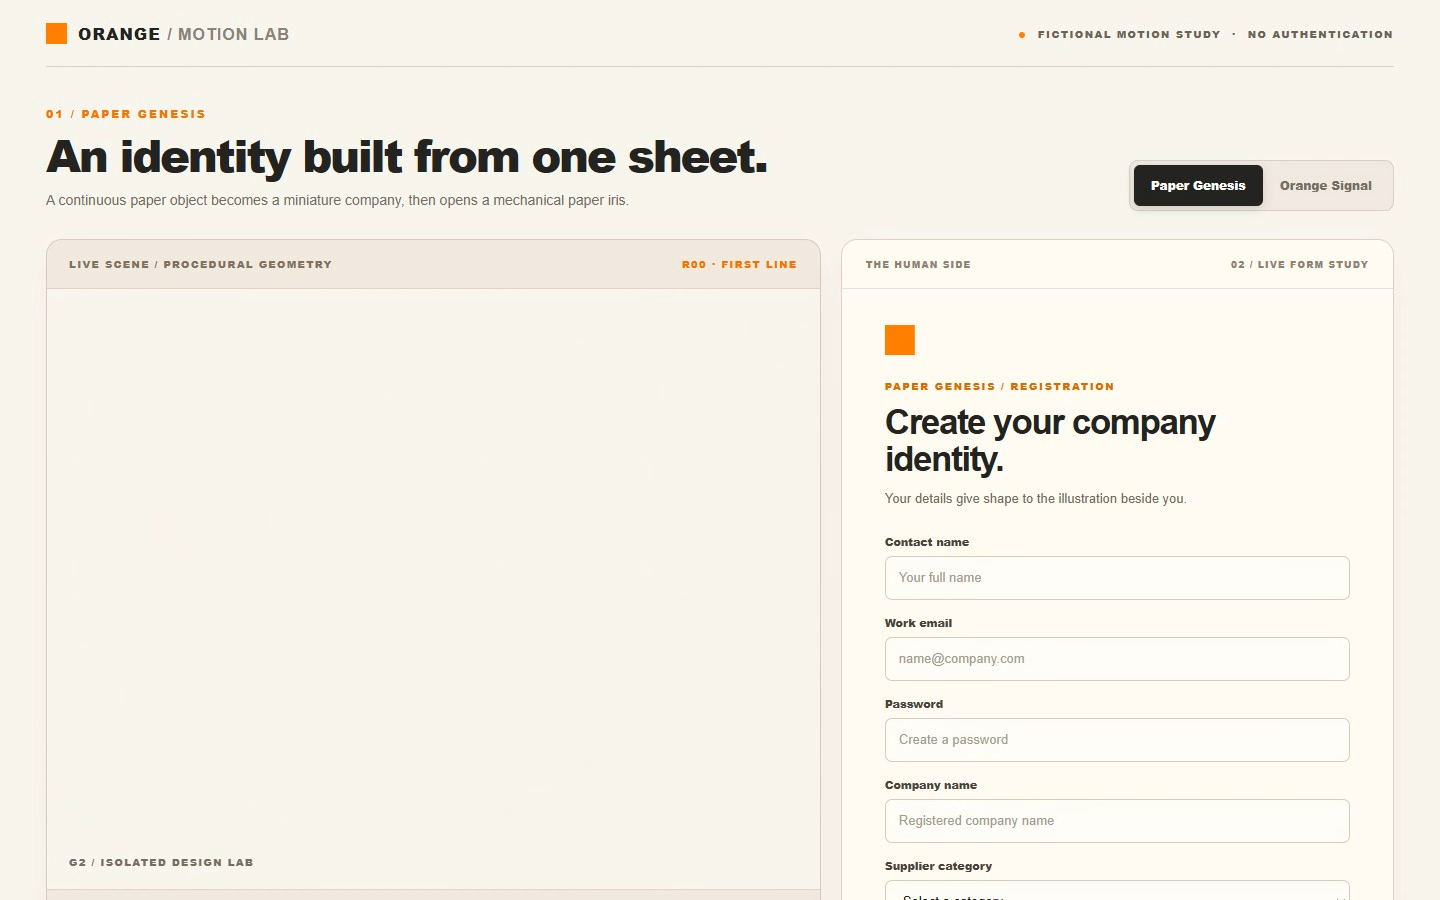 ORANGE / MOTION LAB
FICTIONAL MOTION STUDY · NO AUTHENTICATION
01 / PAPER GENESIS
An identity built from one sheet.
A continuous paper object becomes a miniature company, then opens a mechanical paper iris.
Paper Genesis
Orange Signal
LIVE SCENE / PROCEDURAL GEOMETRY
R00 · FIRST LINE
G2 / ISOLATED DESIGN LAB
THE HUMAN SIDE
02 / LIVE FORM STUDY
PAPER GENESIS / REGISTRATION
Create your company
identity.
Your details give shape to the illustration beside you.
Contact name
Your full name
Work email
name@company.com
Password
Create a password
Company name
Registered company name
Supplier category
Select a category